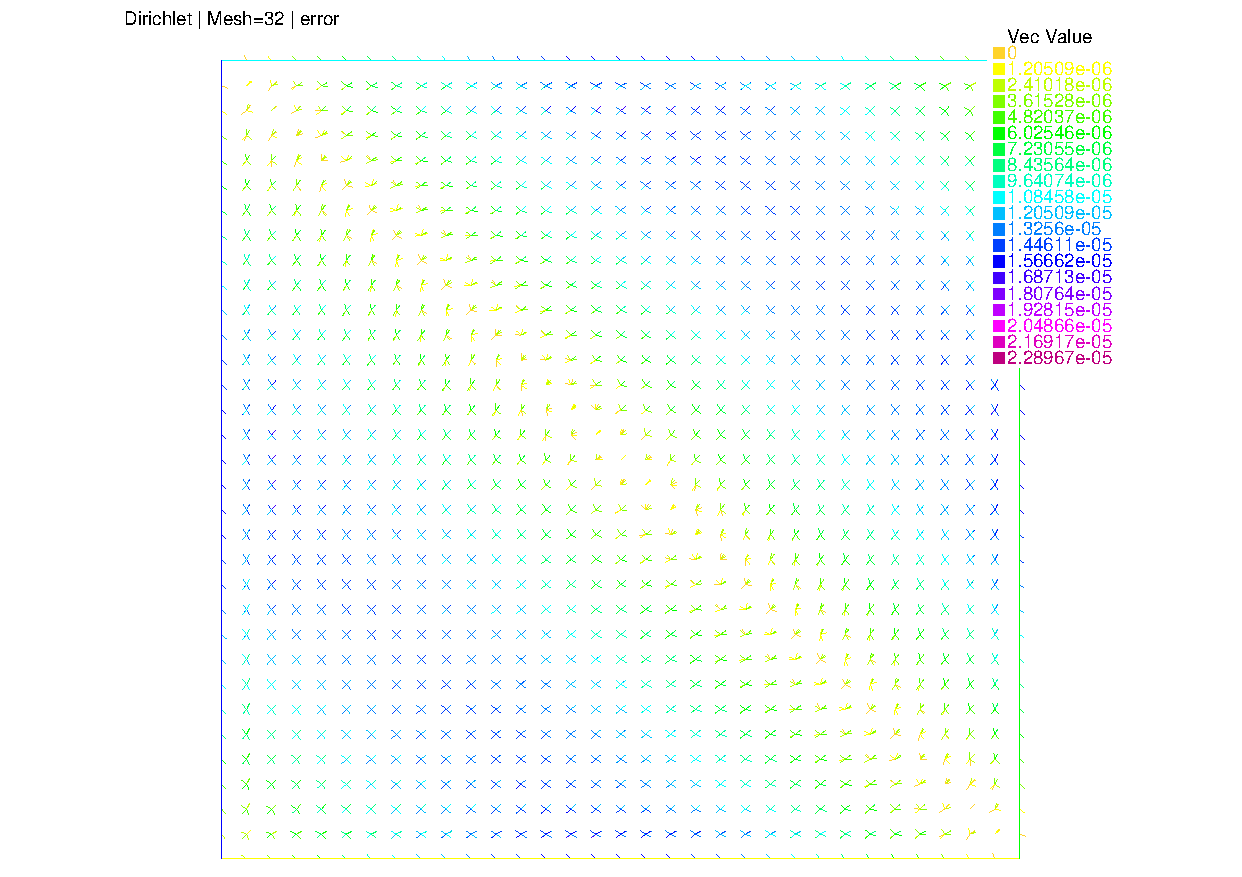 Dirichlet | Mesh=32 | error
Vec Value
0
1.20509e-06
2.41018e-06
3.61528e-06
4.82037e-06
6.02546e-06
7.23055e-06
8.43564e-06
9.64074e-06
1.08458e-05
1.20509e-05
1.3256e-05
1.44611e-05
1.56662e-05
1.68713e-05
1.80764e-05
1.92815e-05
2.04866e-05
2.16917e-05
2.28967e-05